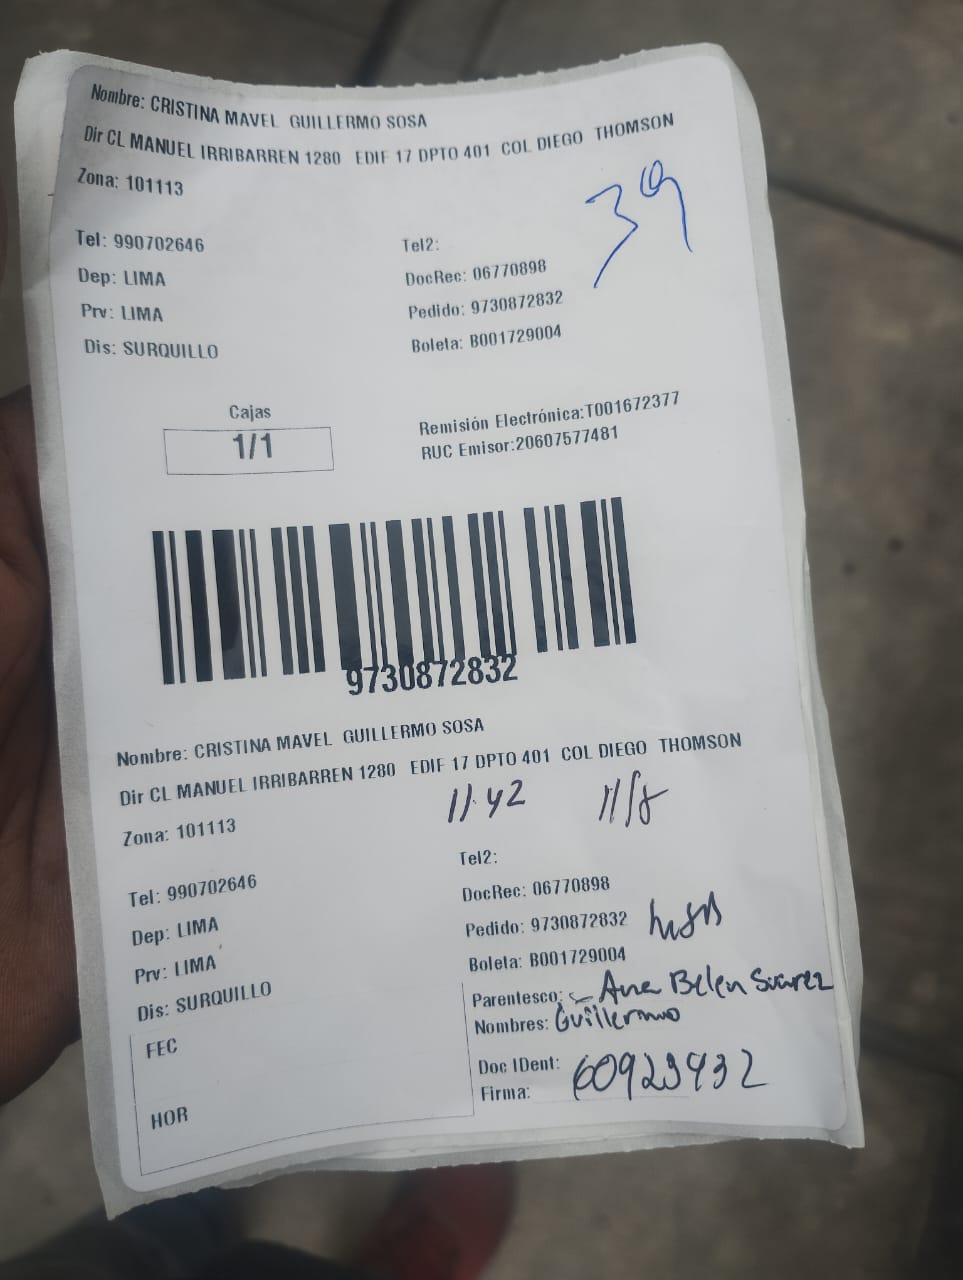 Nombre: CRISTINA MAVEL GUILLERMO SOSA
Dir CL MANUEL IRRIBARREN 1280 EDIF 17 DPTO 401 COL DIEGO THOMSON
Zona: 101113
39
Tel: 990702646
Tel2:
Dep: LIMA
DocRec: 06770898
Prv: LIMA
Pedido: 9730872832
Dis: SURQUILLO
Boleta: B001729004
Cajas
1/1
Remisión Electrónica:T001672377
RUC Emisor:20607577481
9730872832
Nombre: CRISTINA MAVEL GUILLERMO SOSA
Dir CL MANUEL IRRIBARREN 1280 EDIF 17 DPTO 401 COL DIEGO THOMSON
Zona: 101113
11:42 11/8
Tel2:
Tel: 990702646
DocRec: 06770898
Dep: LIMA
Pedido: 9730872832
Prv: LIMA
Boleta: B001729004
Dis: SURQUILLO
Parentesco: Ana Belen Suarez
Nombres: Guillermo
FEC
Doc IDent: 60923932
Firma:
HOR